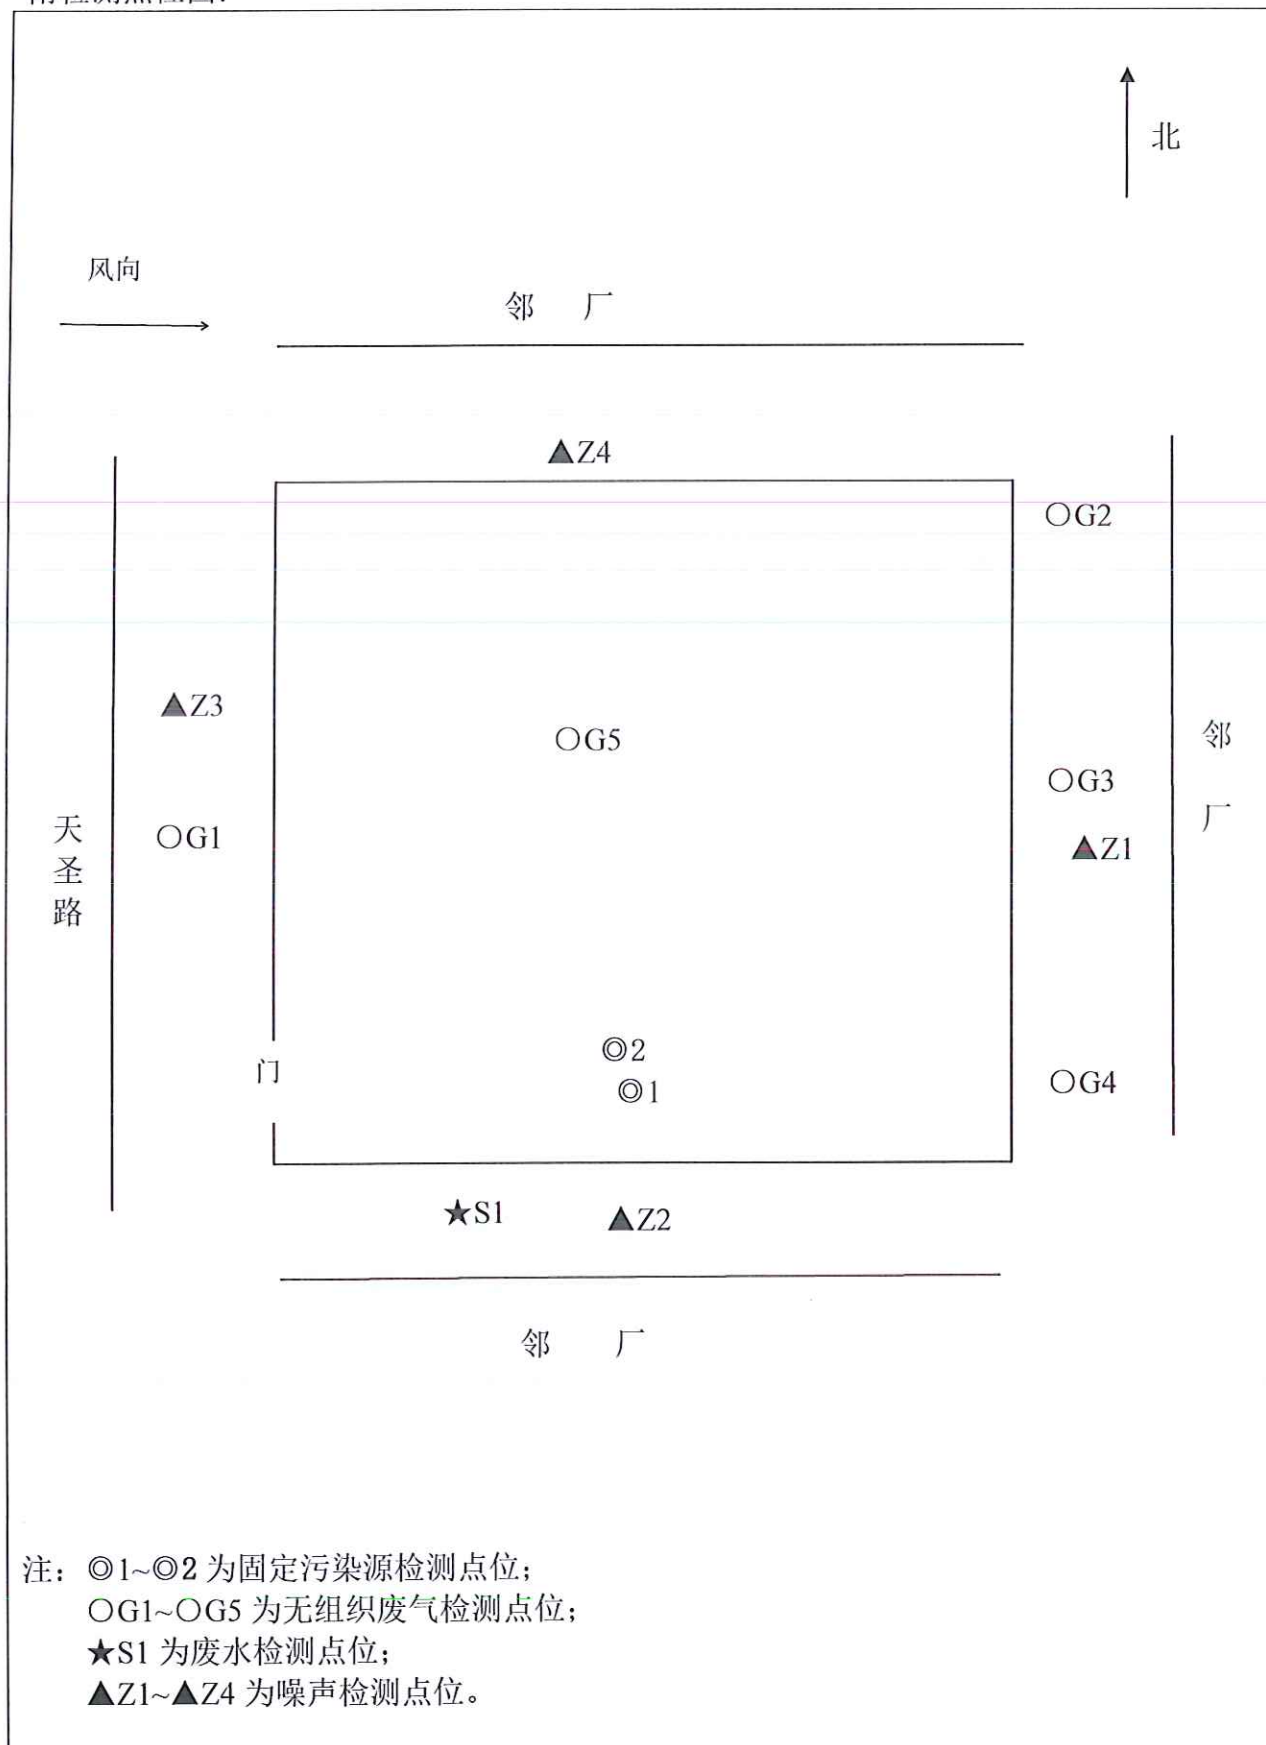 北
风向
邻 厂
▲Z4
○G2
▲Z3
○G5
邻厂
○G3
天圣路
○G1
▲Z1
◎2
门
◎1
○G4
★S1
▲Z2
邻 厂
注：◎1~◎2 为固定污染源检测点位；
○G1~○G5 为无组织废气检测点位；
★S1 为废水检测点位；
▲Z1~▲Z4 为噪声检测点位。